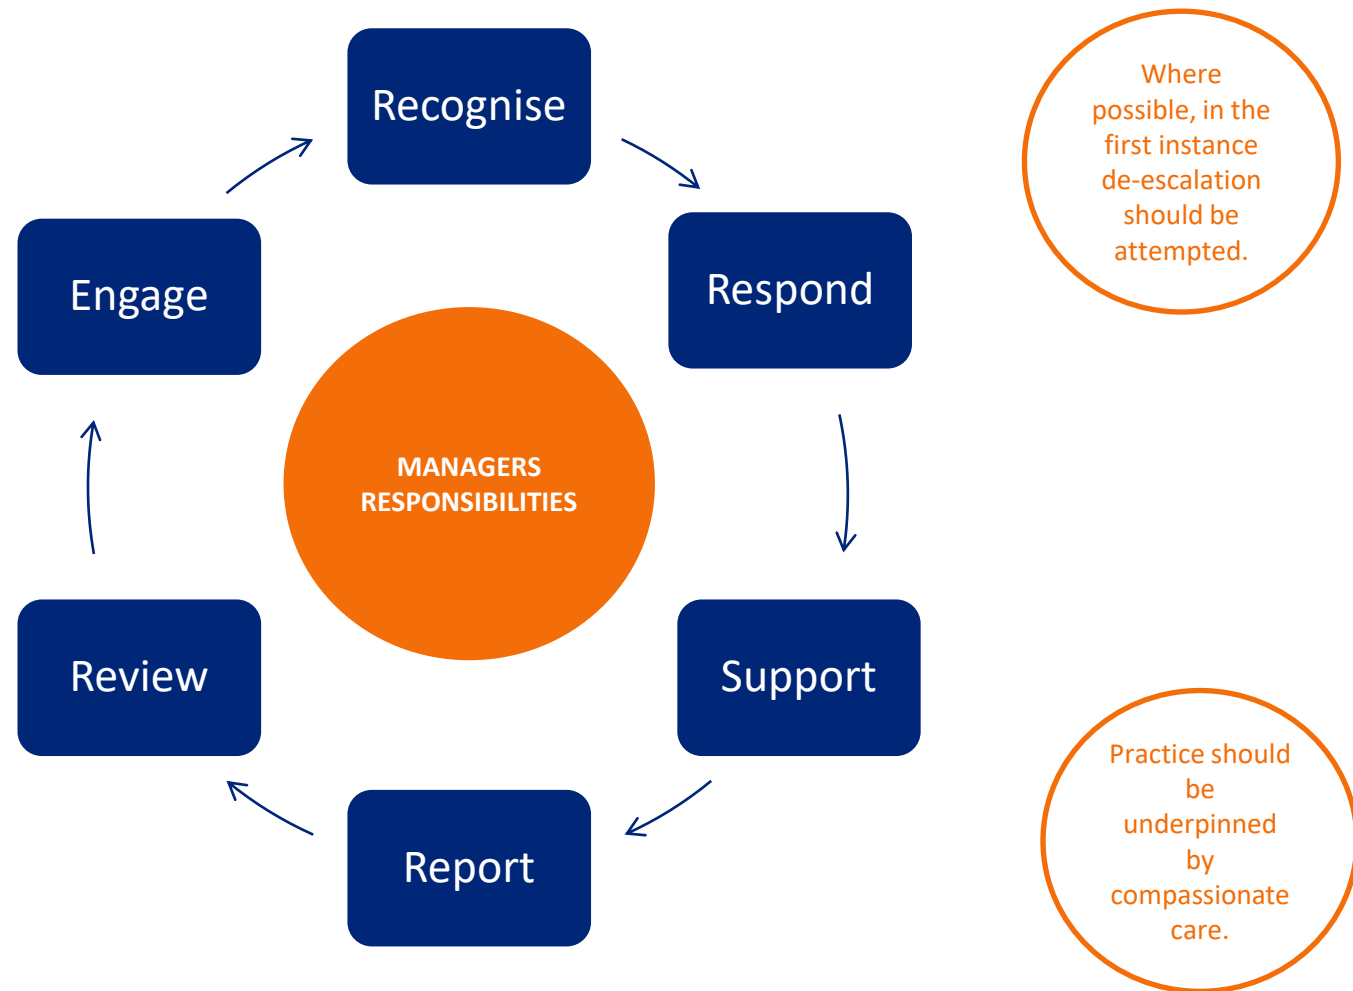 Recognise
Respond
Support
Report
Review
Engage
MANAGERS
RESPONSIBILITIES
Where
possible, in the
first instance
de-escalation
should be
attempted.
Practice should
be
underpinned
by
compassionate
care.